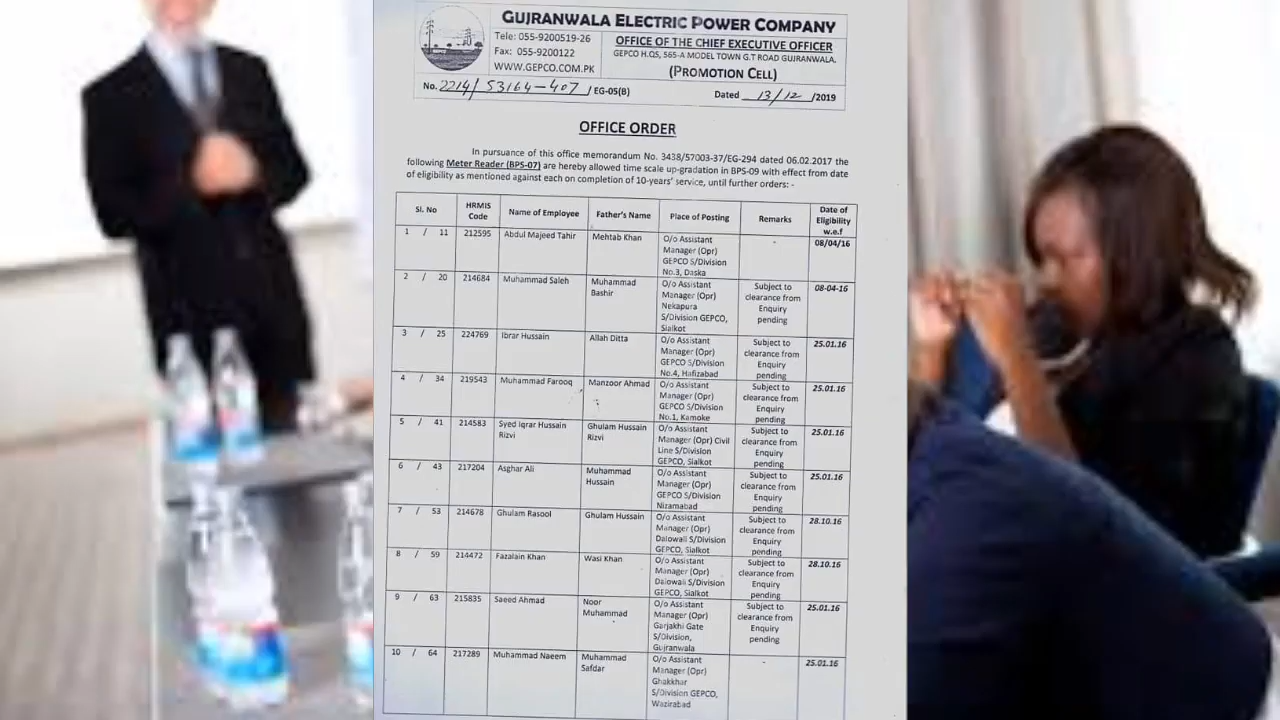 GUJRANWALA ELECTRIC POWER COMPANY
Tele: 055-9200519-26
Fax: 055-9200122
WWW.GEPCO.COM.PK
OFFICE OF THE CHIEF EXECUTIVE OFFICER
GEPCO H.QS, 565-A MODEL TOWN G.T ROAD GUJRANWALA.
(PROMOTION CELL)
No. 2214/53164-407 / EG-05(B)
Dated 13/12 /2019
OFFICE ORDER
In pursuance of this office memorandum No. 3438/57003-37/EG-294 dated 06.02.2017 the
following Meter Reader (BPS-07) are hereby allowed time scale up-gradation in BPS-09 with effect from date
of eligibility as mentioned against each on completion of 10-years' service, until further orders: -
Sl. No
HRMIS
Code
Name of Employee
Father's Name
Place of Posting
Remarks
Date of
Eligibility
w.e.f
1 / 11
212595
Abdul Majeed Tahir
Mehtab Khan
O/o Assistant
Manager (Opr)
GEPCO S/Division
No.3, Daska
-
08/04/16
2 / 20
214684
Muhammad Saleh
Muhammad
Bashir
O/o Assistant
Manager (Opr)
Nekapura
S/Division GEPCO,
Sialkot
Subject to
clearance from
Enquiry
pending
08-04-16
3 / 25
224769
Ibrar Hussain
Allah Ditta
O/o Assistant
Manager (Opr)
GEPCO S/Division
No.4, Hafizabad
Subject to
clearance from
Enquiry
pending
25.01.16
4 / 34
219543
Muhammad Farooq
Manzoor Ahmad
O/o Assistant
Manager (Opr)
GEPCO S/Division
No.1, Kamoke
Subject to
clearance from
Enquiry
pending
25.01.16
5 / 41
214583
Syed Iqrar Hussain
Rizvi
Ghulam Hussain
Rizvi
O/o Assistant
Manager (Opr) Civil
Line S/Division
GEPCO, Sialkot
Subject to
clearance from
Enquiry
pending
25.01.16
6 / 43
217204
Asghar Ali
Muhammad
Hussain
O/o Assistant
Manager (Opr)
GEPCO S/Division
Nizamabad
Subject to
clearance from
Enquiry
pending
25.01.16
7 / 53
214678
Ghulam Rasool
Ghulam Hussain
O/o Assistant
Manager (Opr)
Dalowali S/Division
GEPCO, Sialkot
Subject to
clearance from
Enquiry
pending
28.10.16
8 / 59
214472
Fazalain Khan
Wasi Khan
O/o Assistant
Manager (Opr)
Dalowali S/Division
GEPCO, Sialkot
Subject to
clearance from
Enquiry
pending
28.10.16
9 / 63
215835
Saeed Ahmad
Noor
Muhammad
O/o Assistant
Manager (Opr)
Garjakhi Gate
S/Division,
Gujranwala
Subject to
clearance from
Enquiry
pending
25.01.16
10 / 64
217289
Muhammad Naeem
Muhammad
Safdar
O/o Assistant
Manager (Opr)
Ghakkhar
S/Division GEPCO,
Wazirabad
-
25.01.16